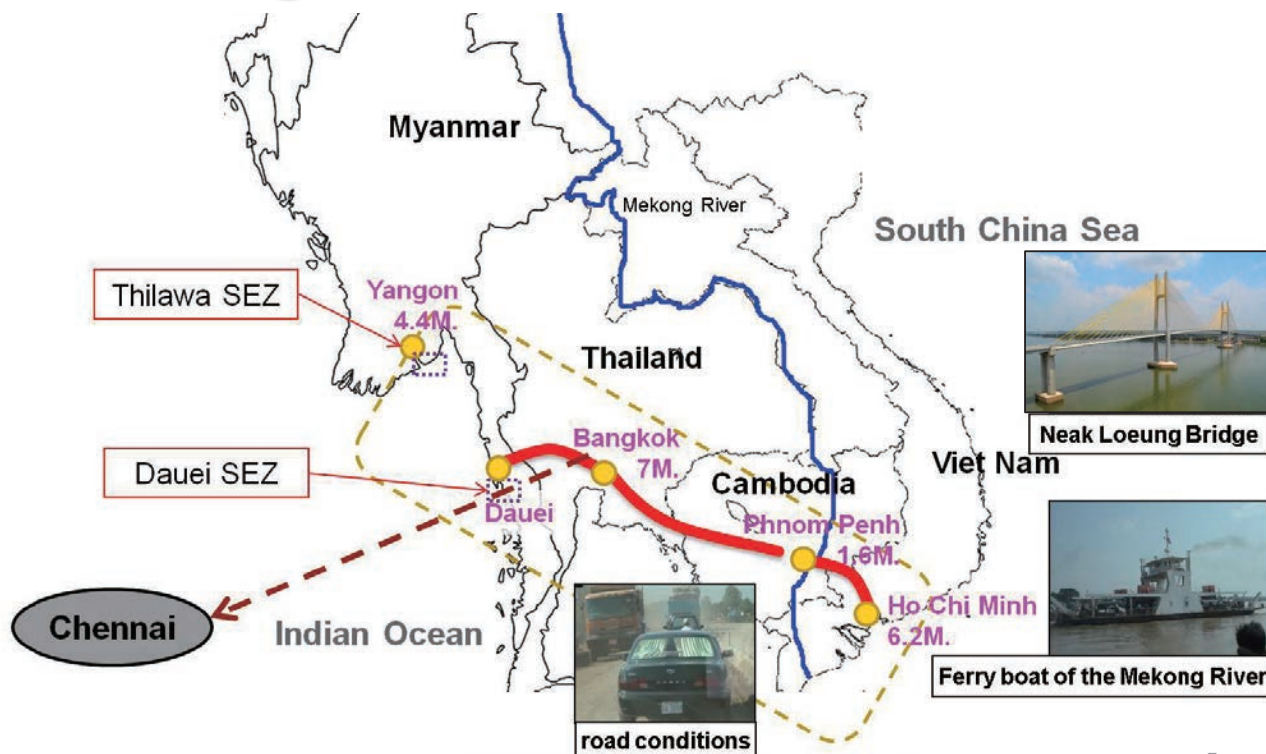 Myanmar
Mekong River
South China Sea
Thilawa SEZ
Yangon
4.4M.
Thailand
Bangkok
7M.
Neak Loeung Bridge
Viet Nam
Dauei SEZ
Dauei
Cambodia
Phnom Penh
1.6M.
Chennai
Indian Ocean
Ho Chi Minh
6.2M.
Ferry boat of the Mekong River
road conditions